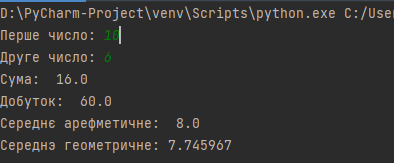 D:\PyCharm-Project\venv\Scripts\python.exe C:/User
Перше число: 10
Друге число: 6
Сума:  16.0
Добуток:  60.0
Середнє арефметичне:  8.0
Середнэ геометричне: 7.745967